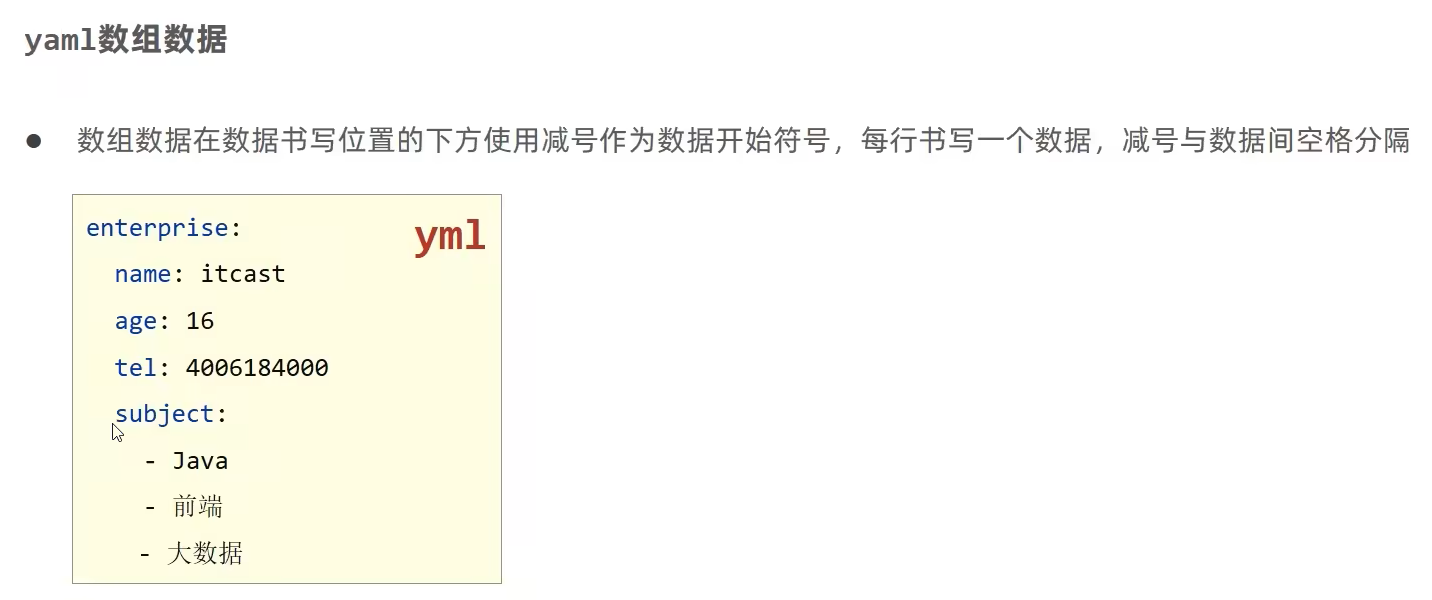 yaml数组数据
● 数组数据在数据书写位置的下方使用减号作为数据开始符号，每行书写一个数据，减号与数据间空格分隔
enterprise:
yml
name: itcast
age: 16
tel: 4006184000
subject:
- Java
- 前端
- 大数据